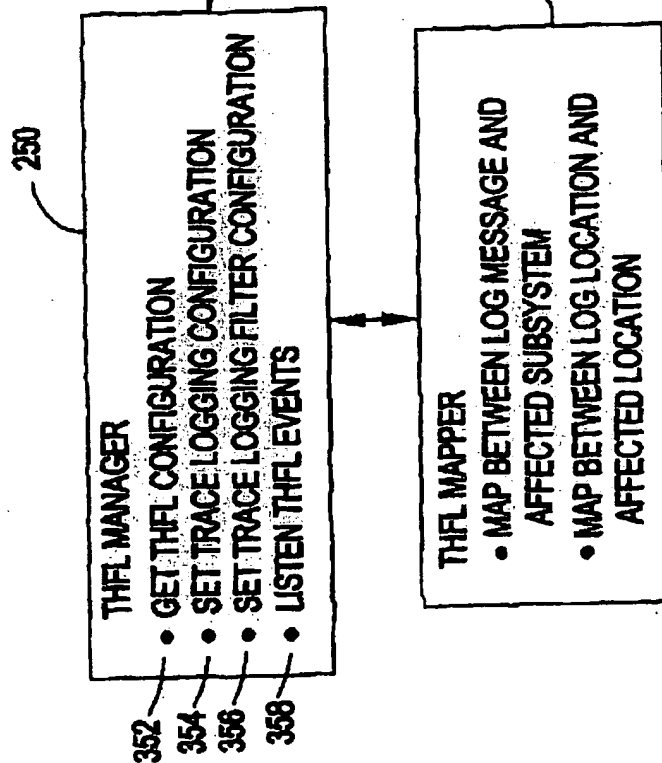 250
THFL MANAGER
352 • GET THFL CONFIGURATION
354 • SET TRACE LOGGING CONFIGURATION
356 • SET TRACE LOGGING FILTER CONFIGURATION
358 • LISTEN THFL EVENTS
THFL MAPPER
• MAP BETWEEN LOG MESSAGE AND
AFFECTED SUBSYSTEM
• MAP BETWEEN LOG LOCATION AND
AFFECTED LOCATION